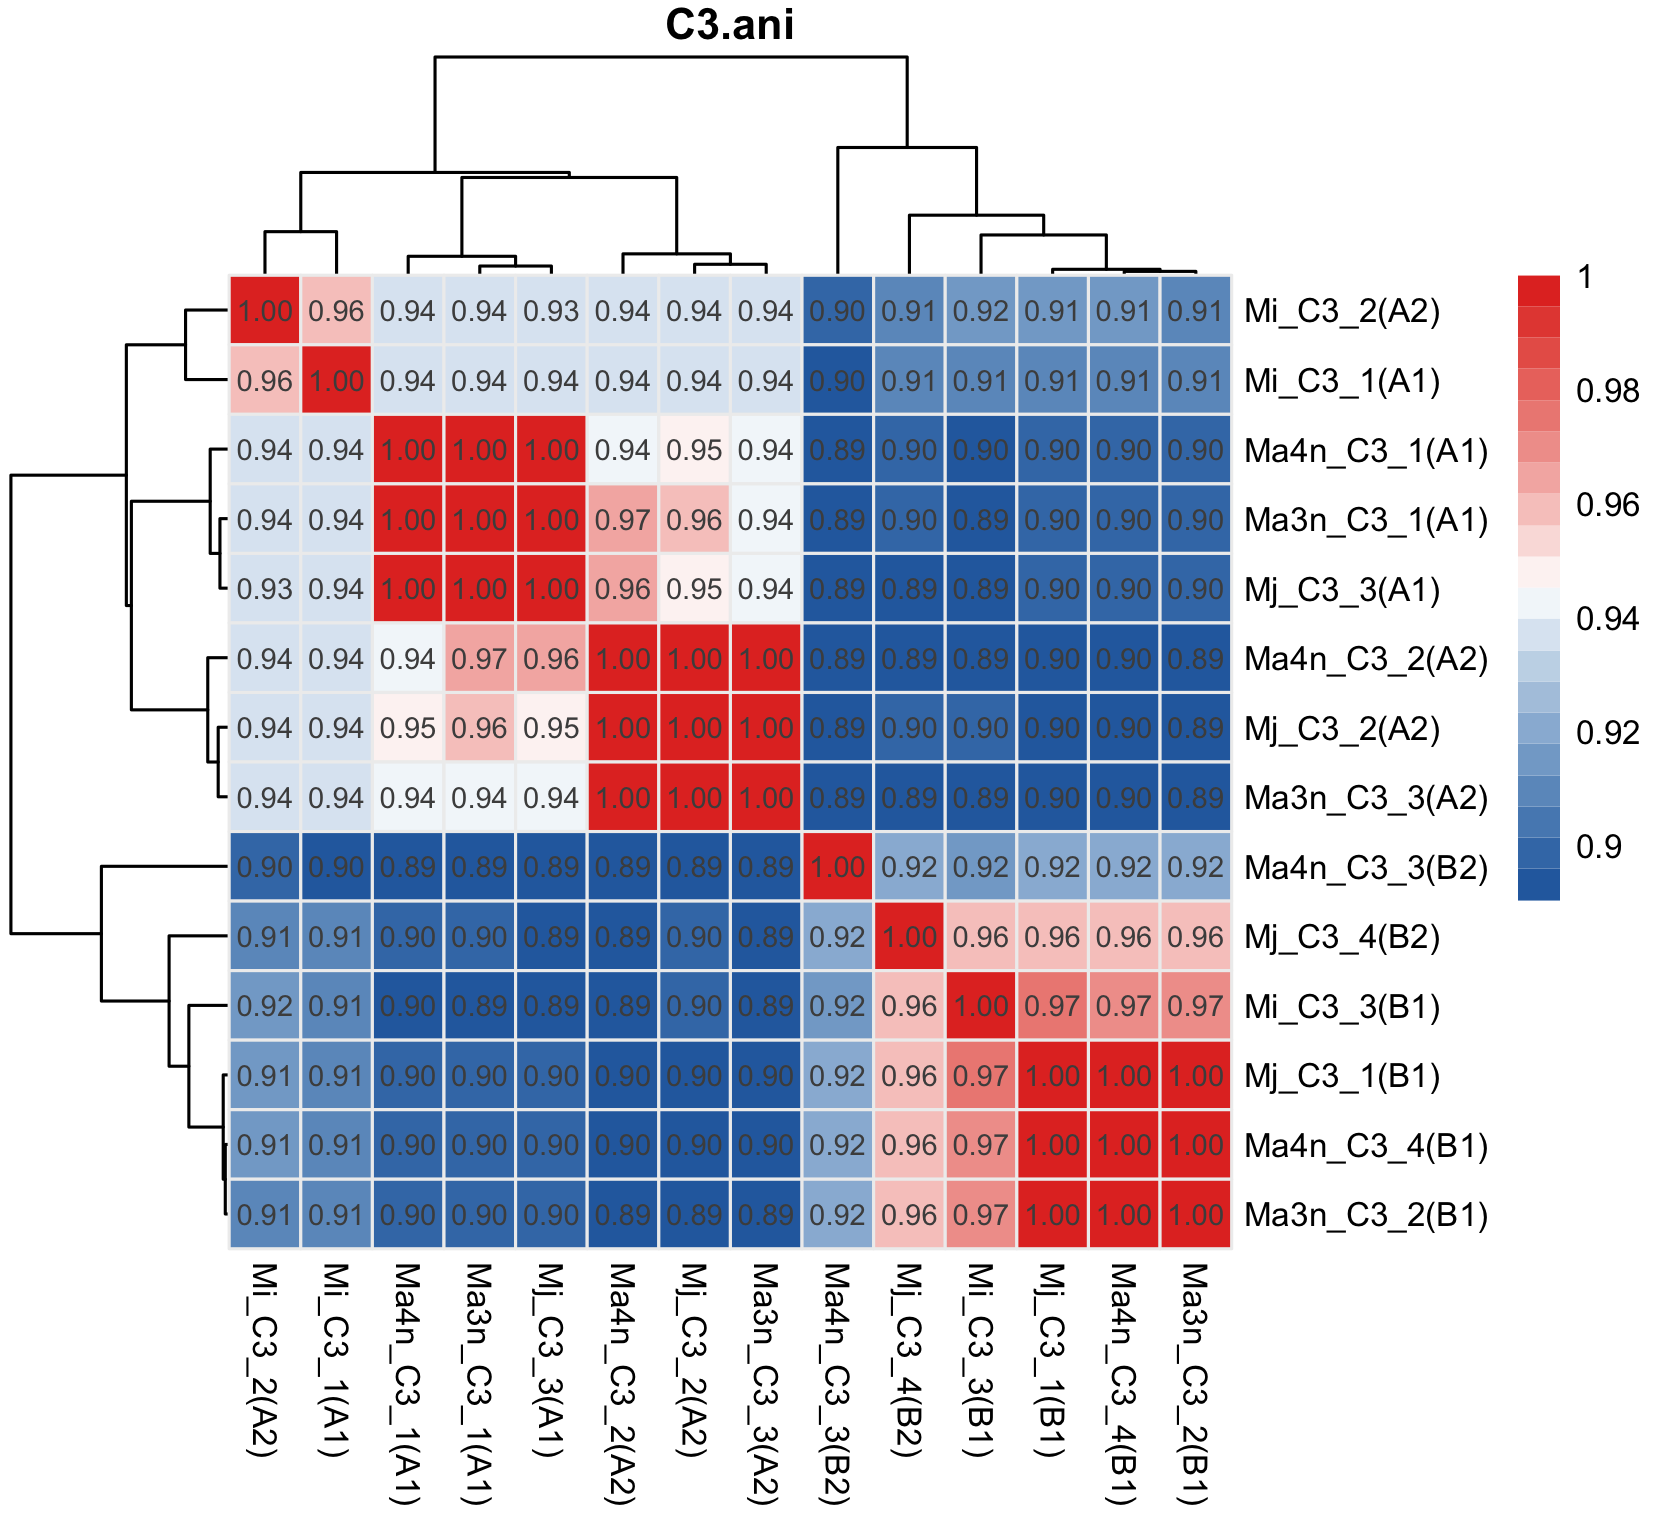 C3.ani
1.00 0.96 0.94 0.94 0.93 0.94 0.94 0.94 0.90 0.91 0.92 0.91 0.91 0.91 Mi_C3_2(A2)
0.96 1.00 0.94 0.94 0.94 0.94 0.94 0.94 0.90 0.91 0.91 0.91 0.91 0.91 Mi_C3_1(A1)
0.94 0.94 1.00 1.00 1.00 0.94 0.95 0.94 0.89 0.90 0.90 0.90 0.90 0.90 Ma4n_C3_1(A1)
0.94 0.94 1.00 1.00 1.00 0.97 0.96 0.94 0.89 0.90 0.89 0.90 0.90 0.90 Ma3n_C3_1(A1)
0.93 0.94 1.00 1.00 1.00 0.96 0.95 0.94 0.89 0.89 0.89 0.90 0.90 0.90 Mj_C3_3(A1)
0.94 0.94 0.94 0.97 0.96 1.00 1.00 1.00 0.89 0.89 0.89 0.90 0.90 0.89 Ma4n_C3_2(A2)
0.94 0.94 0.95 0.96 0.95 1.00 1.00 1.00 0.89 0.90 0.90 0.90 0.90 0.89 Mj_C3_2(A2)
0.94 0.94 0.94 0.94 0.94 1.00 1.00 1.00 0.89 0.89 0.89 0.90 0.90 0.89 Ma3n_C3_3(A2)
0.90 0.90 0.89 0.89 0.89 0.89 0.89 0.89 1.00 0.92 0.92 0.92 0.92 0.92 Ma4n_C3_3(B2)
0.91 0.91 0.90 0.90 0.89 0.89 0.90 0.89 0.92 1.00 0.96 0.96 0.96 0.96 Mj_C3_4(B2)
0.92 0.91 0.90 0.89 0.89 0.89 0.90 0.89 0.92 0.96 1.00 0.97 0.97 0.97 Mi_C3_3(B1)
0.91 0.91 0.90 0.90 0.90 0.90 0.90 0.90 0.92 0.96 0.97 1.00 1.00 1.00 Mj_C3_1(B1)
0.91 0.91 0.90 0.90 0.90 0.90 0.90 0.90 0.92 0.96 0.97 1.00 1.00 1.00 Ma4n_C3_4(B1)
0.91 0.91 0.90 0.90 0.90 0.89 0.89 0.89 0.92 0.96 0.97 1.00 1.00 1.00 Ma3n_C3_2(B1)
Mi_C3_2(A2)
Mi_C3_1(A1)
Ma4n_C3_1(A1)
Ma3n_C3_1(A1)
Mj_C3_3(A1)
Ma4n_C3_2(A2)
Mj_C3_2(A2)
Ma3n_C3_3(A2)
Ma4n_C3_3(B2)
Mj_C3_4(B2)
Mi_C3_3(B1)
Mj_C3_1(B1)
Ma4n_C3_4(B1)
Ma3n_C3_2(B1)
1
0.98
0.96
0.94
0.92
0.9